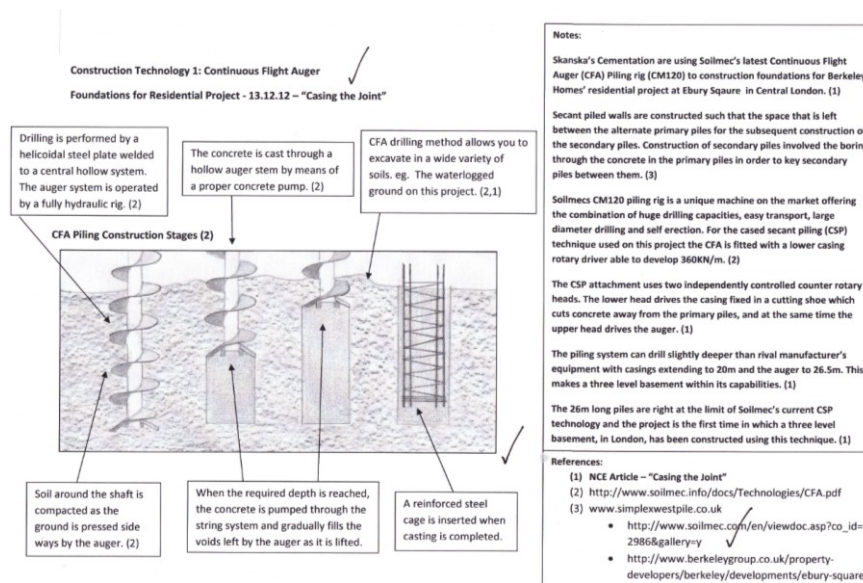 Construction Technology 1: Continuous Flight Auger
Foundations for Residential Project - 13.12.12 – "Casing the Joint"
Drilling is performed by a
helicoidal steel plate welded
to a central hollow system.
The auger system is operated
by a fully hydraulic rig. (2)
The concrete is cast through a
hollow auger stem by means of
a proper concrete pump. (2)
CFA drilling method allows you to
excavate in a wide variety of
soils. eg. The waterlogged
ground on this project. (2,1)
CFA Piling Construction Stages (2)
Soil around the shaft is
compacted as the
ground is pressed side
ways by the auger. (2)
When the required depth is reached,
the concrete is pumped through the
string system and gradually fills the
voids left by the auger as it is lifted.
A reinforced steel
cage is inserted when
casting is completed.
Notes:
Skanska's Cementation are using Soilmec's latest Continuous Flight
Auger (CFA) Piling rig (CM120) to construction foundations for Berkeley
Homes' residential project at Ebury Sqaure in Central London. (1)
Secant piled walls are constructed such that the space that is left
between the alternate primary piles for the subsequent construction o
the secondary piles. Construction of secondary piles involved the borin
through the concrete in the primary piles in order to key secondary
piles between them. (3)
Soilmecs CM120 piling rig is a unique machine on the market offering
the combination of huge drilling capacities, easy transport, large
diameter drilling and self erection. For the cased secant piling (CSP)
technique used on this project the CFA is fitted with a lower casing
rotary driver able to develop 360KN/m. (2)
The CSP attachment uses two independently controlled counter rotary
heads. The lower head drives the casing fixed in a cutting shoe which
cuts concrete away from the primary piles, and at the same time the
upper head drives the auger. (1)
The piling system can drill slightly deeper than rival manufacturer's
equipment with casings extending to 20m and the auger to 26.5m. This
makes a three level basement within its capabilities. (1)
The 26m long piles are right at the limit of Soilmec's current CSP
technology and the project is the first time in which a three level
basement, in London, has been constructed using this technique. (1)
References:
(1) NCE Article – "Casing the Joint"
(2) http://www.soilmec.info/docs/Technologies/CFA.pdf
(3) www.simplexwestpile.co.uk
• http://www.soilmec.com/en/viewdoc.asp?co_id=
2986&gallery=y
• http://www.berkeleygroup.co.uk/property-
developers/berkeley/developments/ebury-square